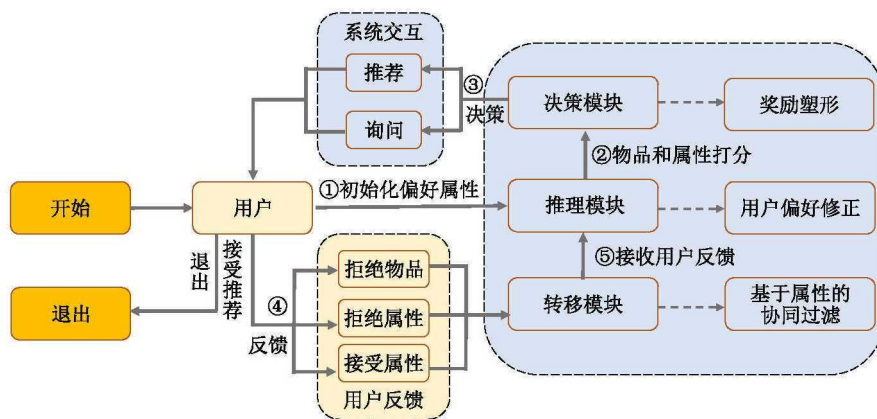 系统交互
推荐
询问
③
决策
决策模块
奖励塑形
②物品和属性打分
开始
用户
①初始化偏好属性
推理模块
用户偏好修正
⑤接收用户反馈
退出
退出
接受推荐
④
反馈
拒绝物品
拒绝属性
接受属性
用户反馈
转移模块
基于属性的
协同过滤